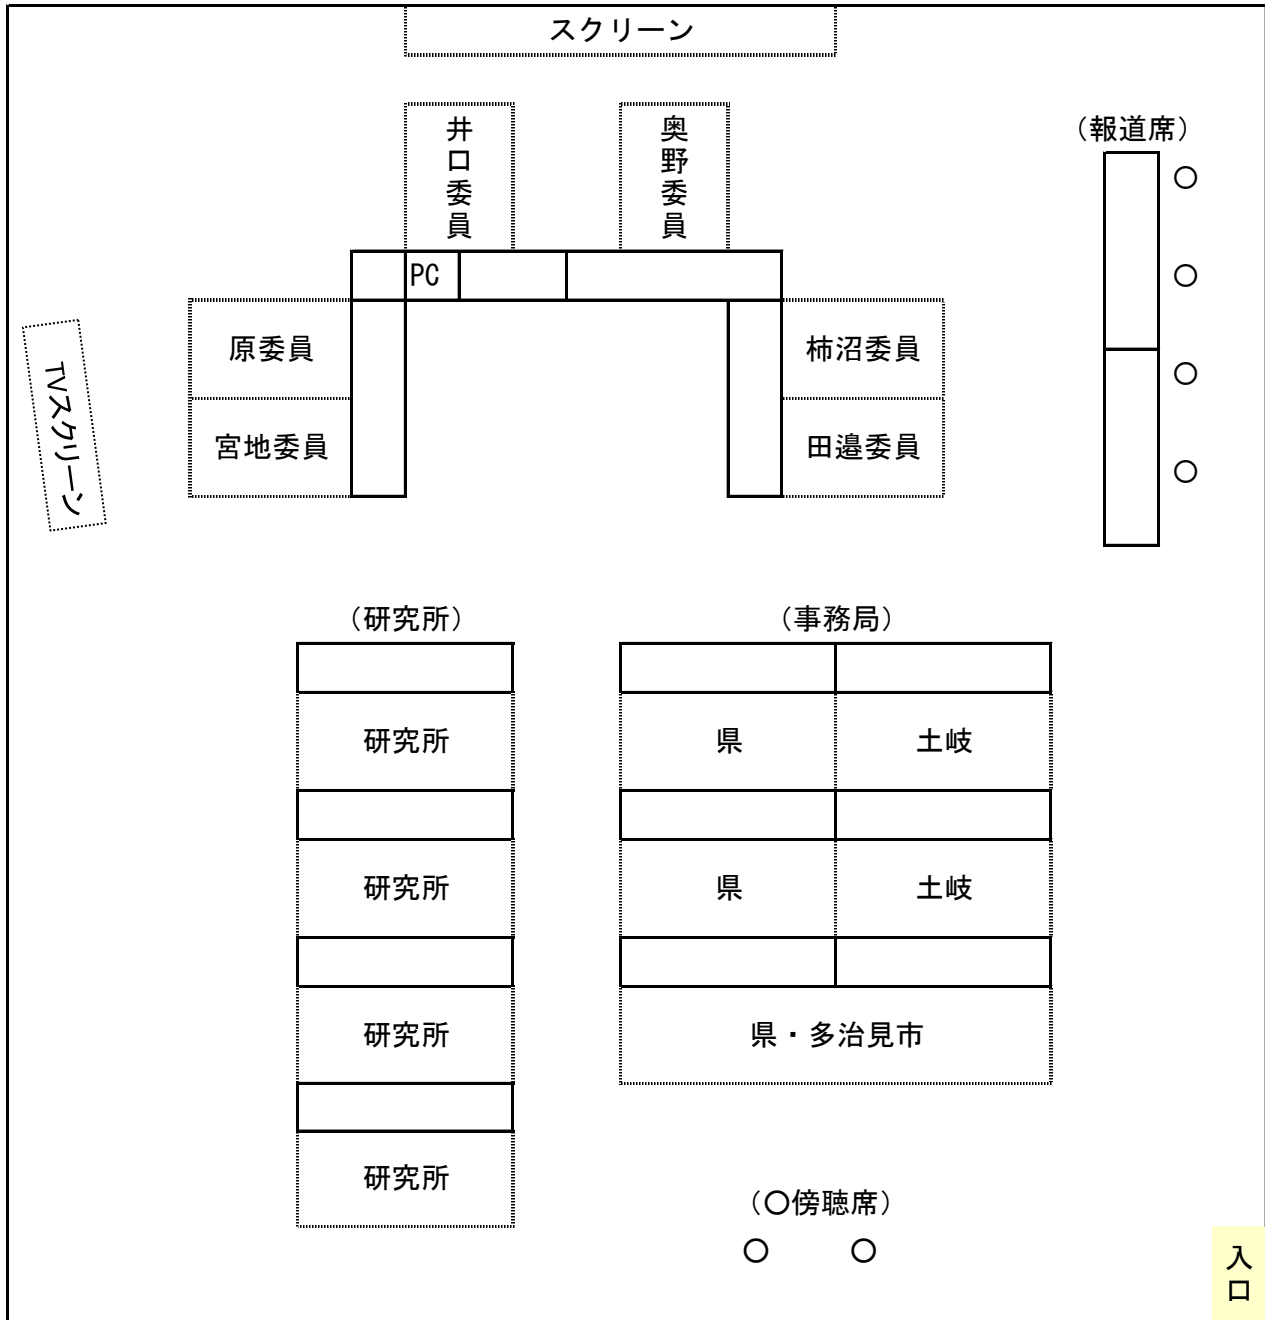 スクリーン
井口委員
奥野委員
（報道席）
○
PC
○
原委員
柿沼委員
TVスクリーン
○
宮地委員
田邉委員
○
（研究所）
（事務局）
研究所
県
土岐
研究所
県
土岐
研究所
県・多治見市
研究所
（○傍聴席）
○ ○
入口